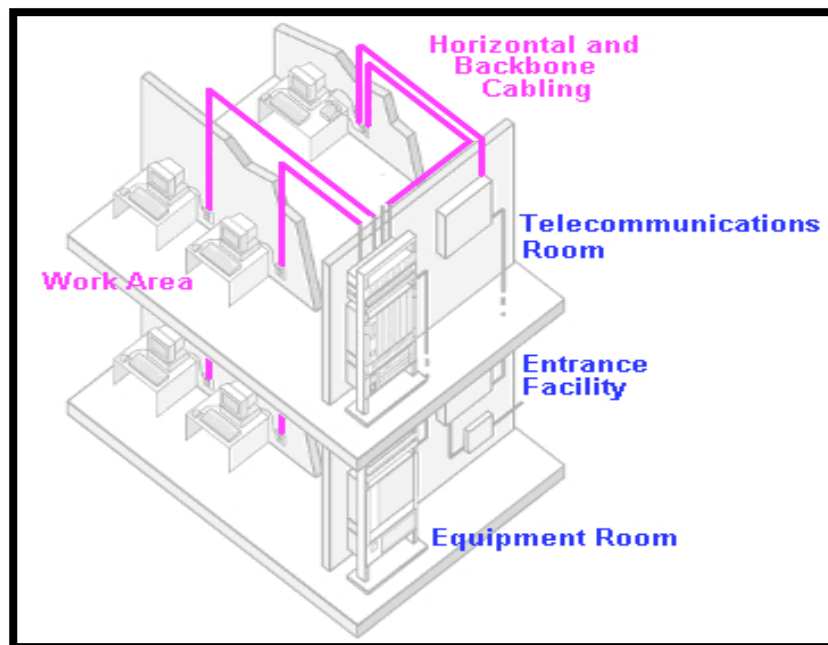 Horizontal and
Backbone
Cabling
Telecommunications
Room
Work Area
Entrance
Facility
Equipment Room